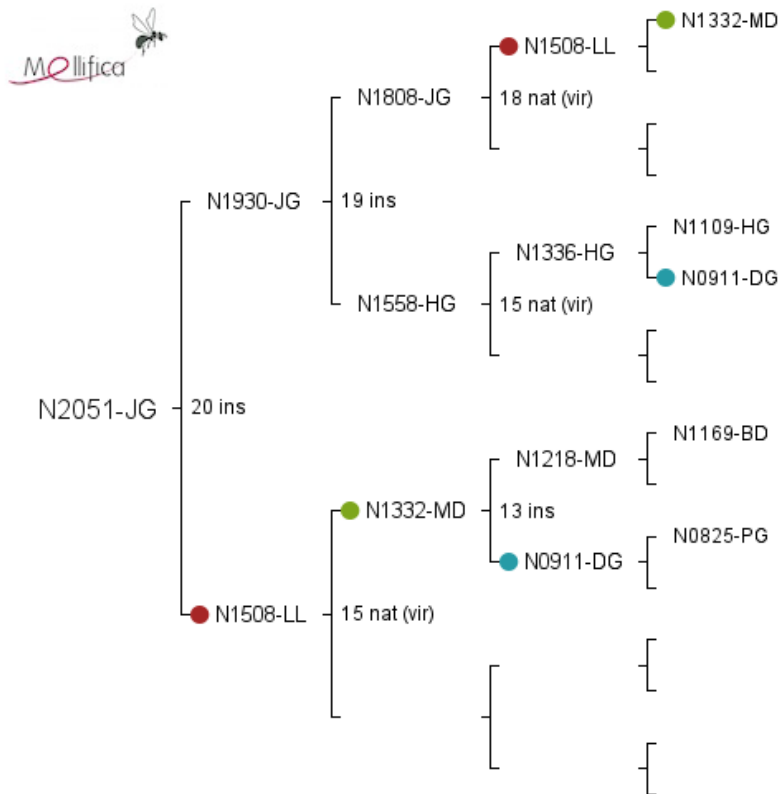 Mellifica
N1332-MD
N1508-LL
N1808-JG
18 nat (vir)
N1930-JG
19 ins
N1109-HG
N1336-HG
N0911-DG
N1558-HG
15 nat (vir)
N2051-JG
20 ins
N1169-BD
N1218-MD
N1332-MD
13 ins
N0825-PG
N0911-DG
N1508-LL
15 nat (vir)